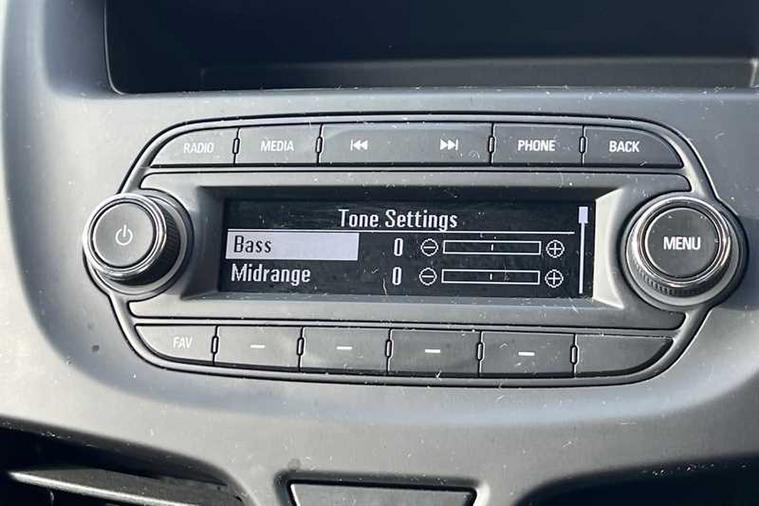 RADIO MEDIA PHONE BACK
Tone Settings
Bass 0
Midrange 0
MENU
FAV